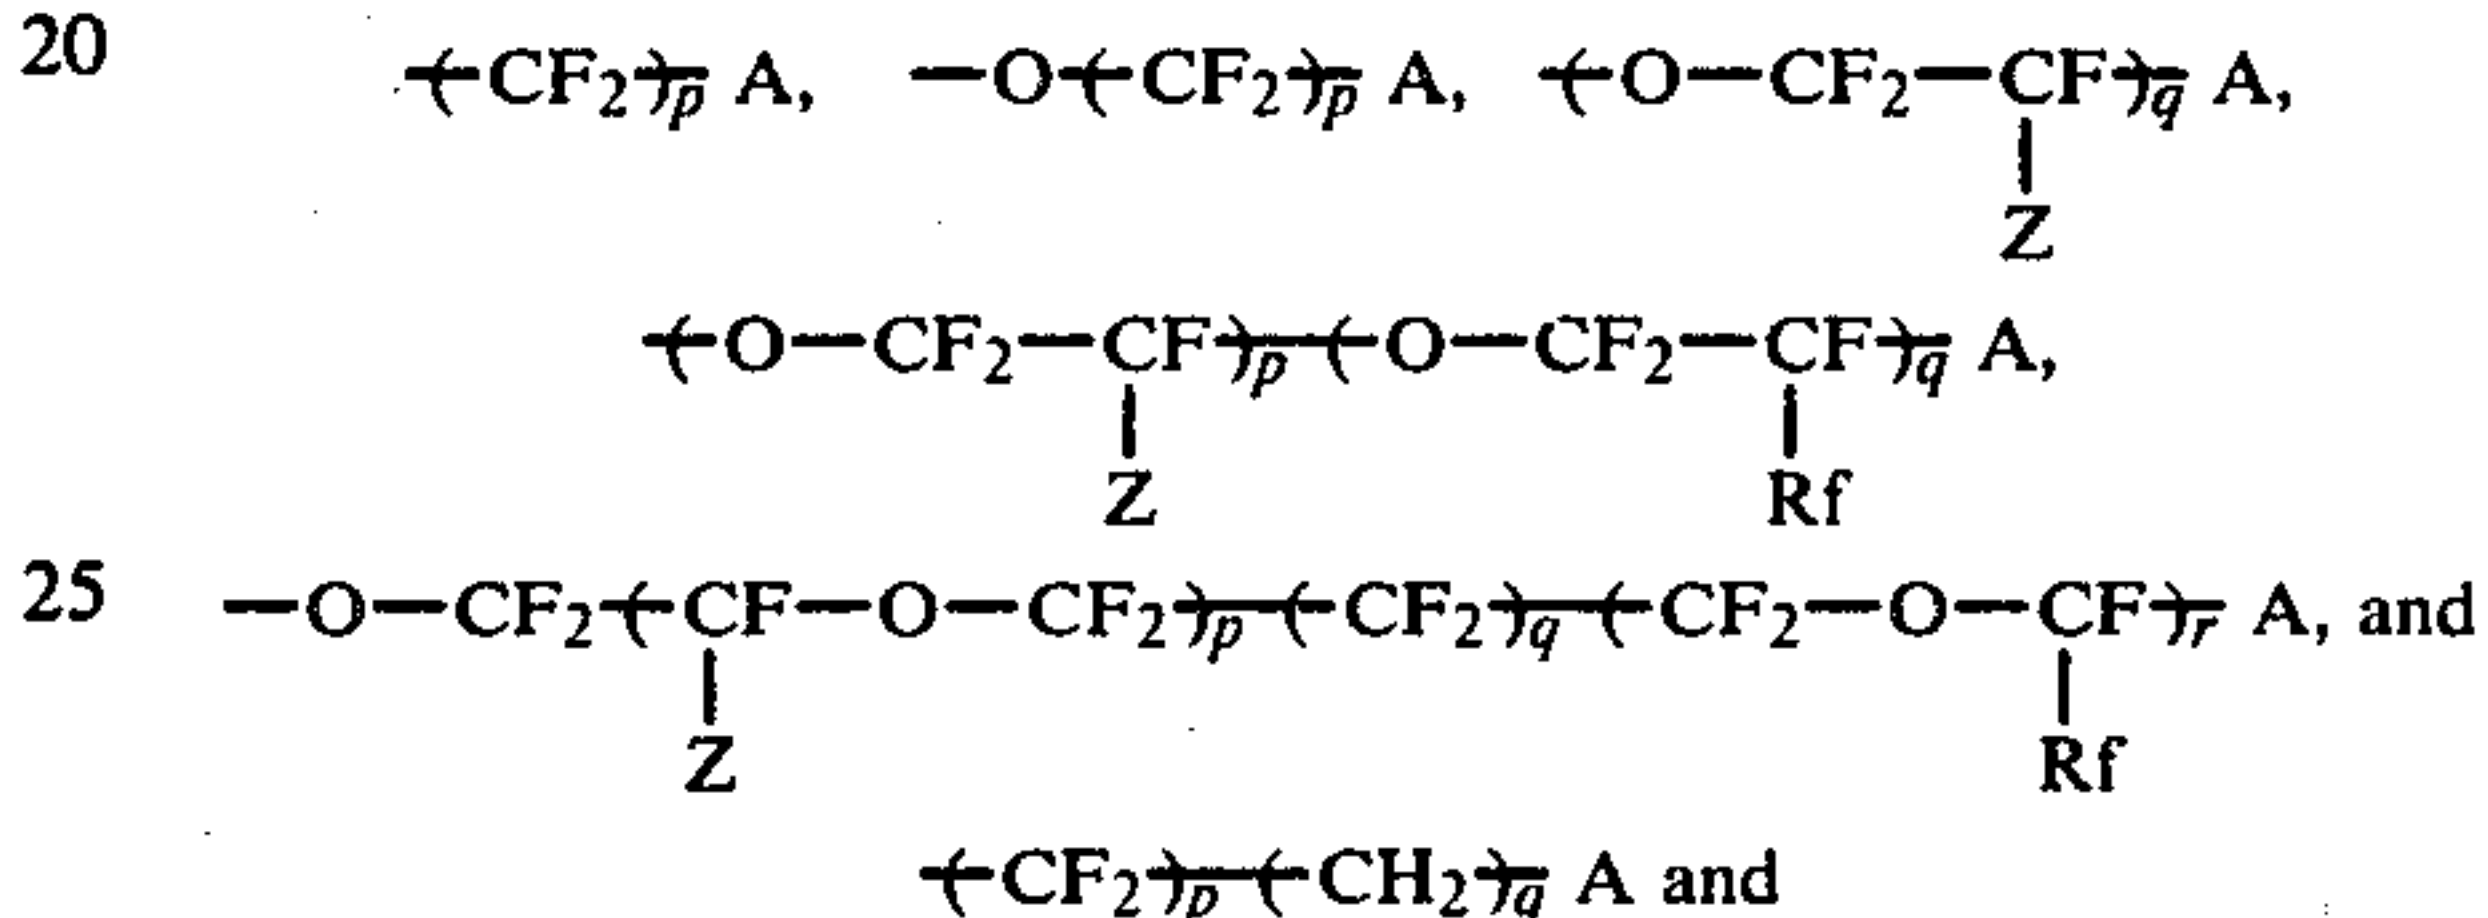 20 —(CF₂)ₚ A, —O—(CF₂)ₚ A, —(O—CF₂—CF)q A,
Z
—(O—CF₂—CF)ₚ—(O—CF₂—CF)q A,
Z Rf
25 —O—CF₂—(CF—O—CF₂)ₚ—(CF₂)q—(CF₂—O—CF)ᵣ A, and
Z Rf
—(CF₂)ₚ—(CH₂)q A and